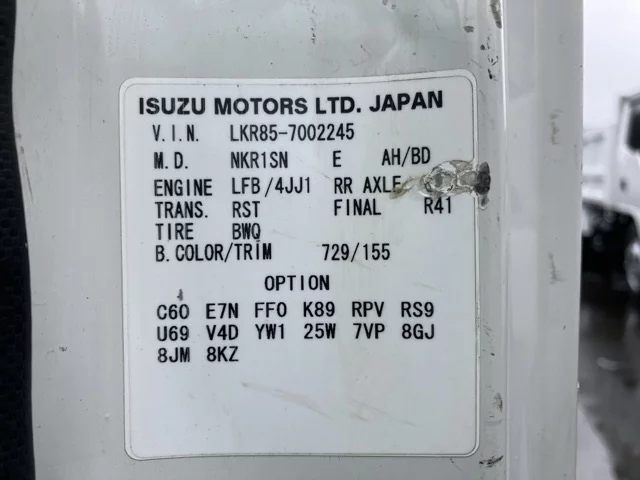 ISUZU MOTORS LTD. JAPAN
V.I.N. LKR85-7002245
M.D. NKR1SN E AH/BD
ENGINE LFB/4JJ1 RR AXLE
TRANS. RST FINAL R41
TIRE BWQ
B.COLOR/TRIM 729/155
OPTION
C60 E7N FF0 K89 RPV RS9
U69 V4D YW1 25W 7VP 8GJ
8JM 8KZ